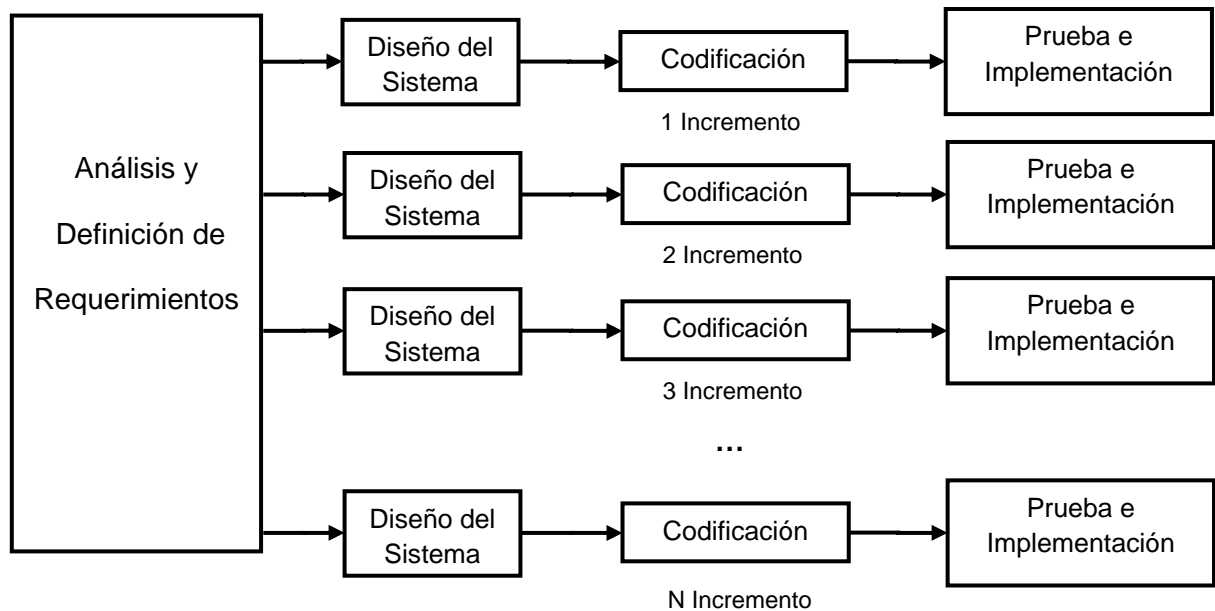 Análisis y
Definición de
Requerimientos
Diseño del
Sistema
Codificación
Prueba e
Implementación
1 Incremento
Diseño del
Sistema
Codificación
Prueba e
Implementación
2 Incremento
Diseño del
Sistema
Codificación
Prueba e
Implementación
3 Incremento
...
Diseño del
Sistema
Codificación
Prueba e
Implementación
N Incremento